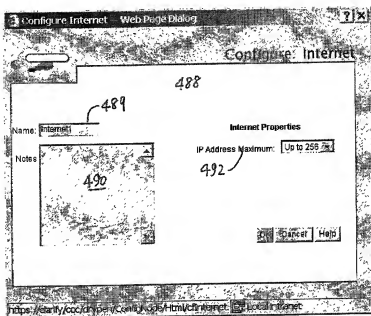 Configure Internet -- Web Page Dialog
Configure: Internet
488
489
Name: Internet1
Internet Properties
Notes
IP Address Maximum: Up to 256
492
490
OK Cancel Help
Local intranet